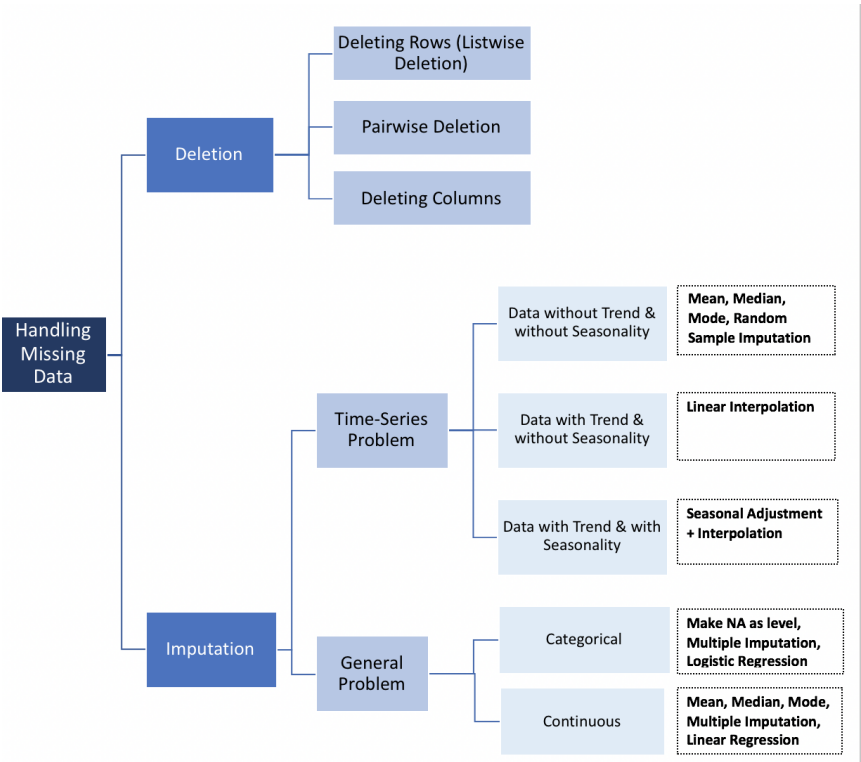 Deleting Rows (Listwise
Deletion)
Deletion
Pairwise Deletion
Deleting Columns
Handling
Missing
Data
Time-Series
Problem
Data without Trend &
without Seasonality
Mean, Median,
Mode, Random
Sample Imputation
Data with Trend &
without Seasonality
Linear Interpolation
Data with Trend & with
Seasonality
Seasonal Adjustment
+ Interpolation
Imputation
General
Problem
Categorical
Make NA as level,
Multiple Imputation,
Logistic Regression
Continuous
Mean, Median, Mode,
Multiple Imputation,
Linear Regression